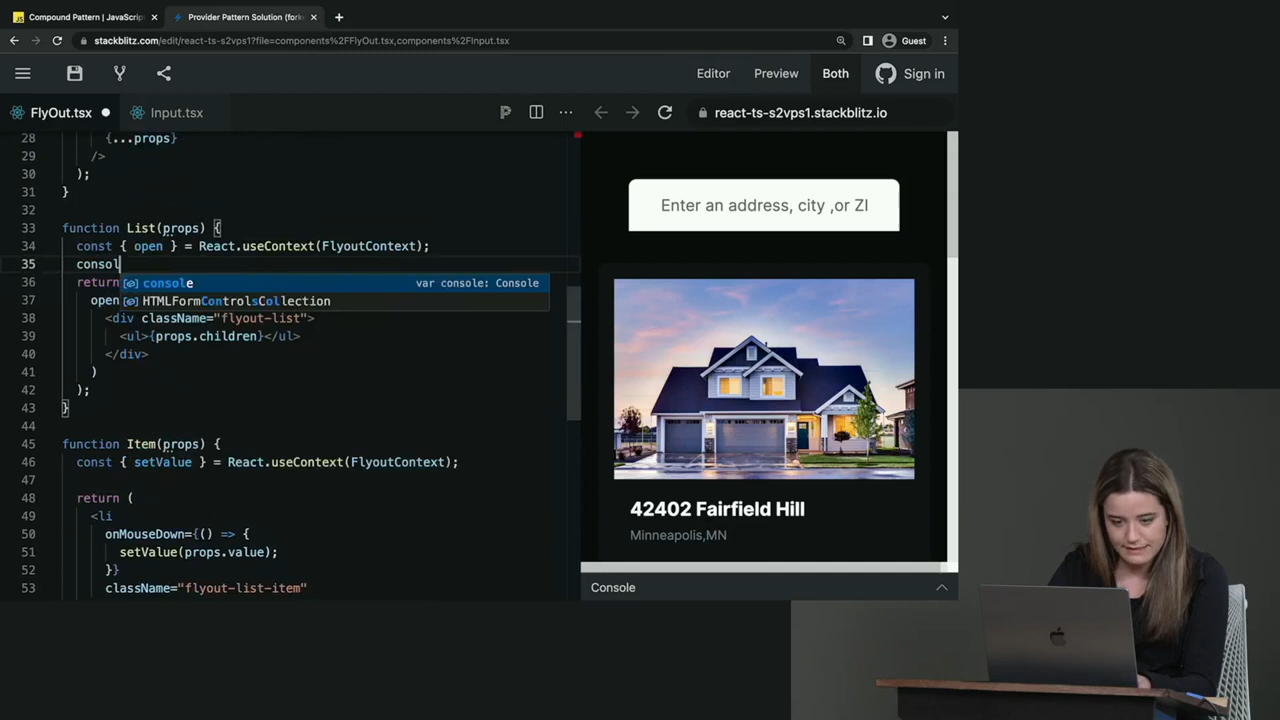 JS Compound Pattern | JavaScri
Provider Pattern Solution (fork
stackblitz.com/edit/react-ts-s2vps1?file=components%2FFlyOut.tsx,components%2FInput.tsx
Guest
Editor
Preview
Both
Sign in
FlyOut.tsx
Input.tsx
react-ts-s2vps1.stackblitz.io
28 {...props}
29 />
30 );
31 }
32
33 function List(props) {
34 const { open } = React.useContext(FlyoutContext);
35 consol
36 return
37 open
38 <div className="flyout-list">
39 <ul>{props.children}</ul>
40 </div>
41 )
42 );
43 }
44
45 function Item(props) {
46 const { setValue } = React.useContext(FlyoutContext);
47
48 return (
49 <li
50 onMouseDown={() => {
51 setValue(props.value);
52 }}
53 className="flyout-list-item"
console var console: Console
HTMLFormControlsCollection
Enter an address, city ,or ZI
42402 Fairfield Hill
Minneapolis,MN
Console